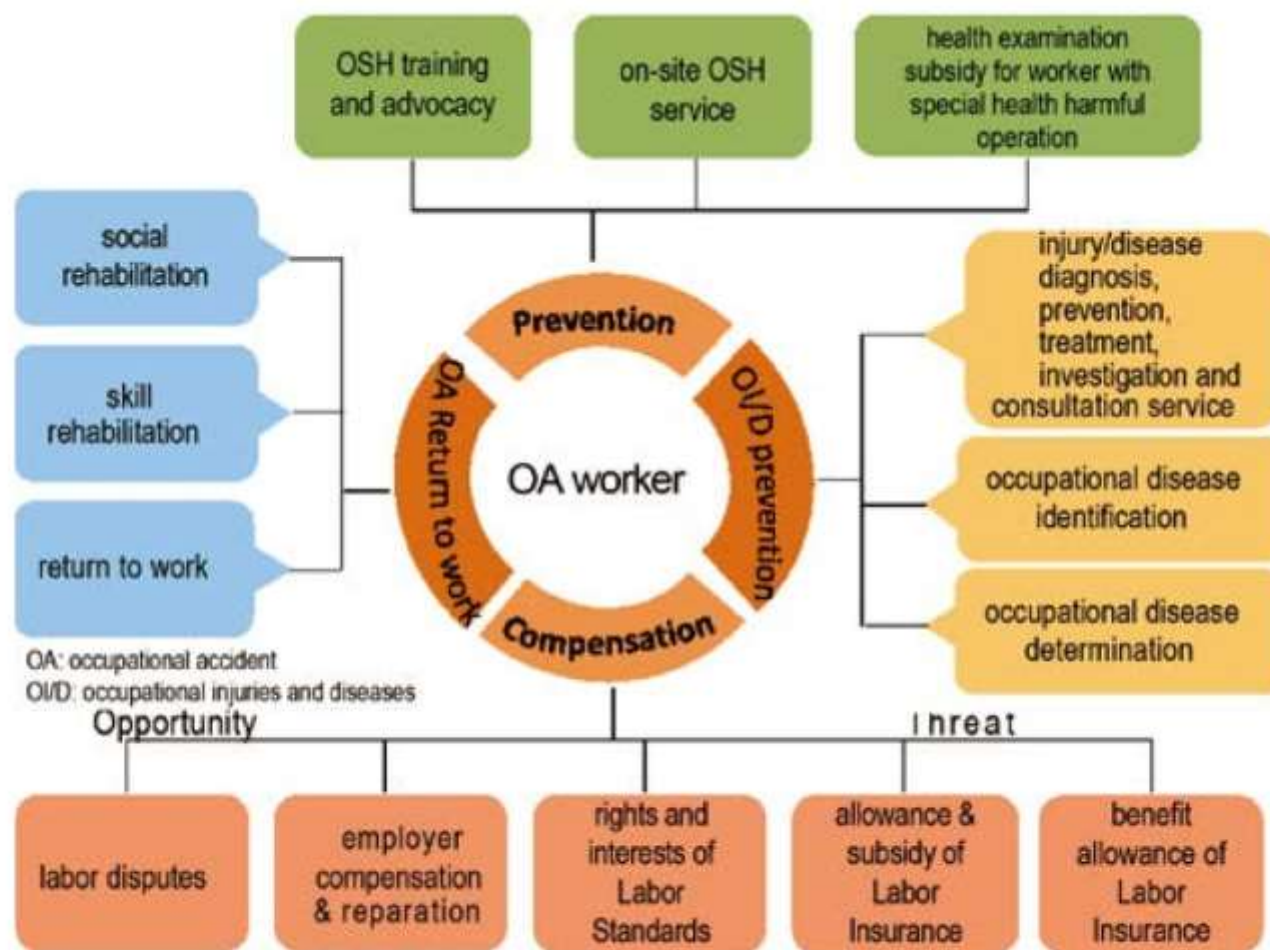 OSH training
and advocacy
on-site OSH
service
health examination
subsidy for worker with
special health harmful
operation
social
rehabilitation
skill
rehabilitation
return to work
Prevention
OA Return to work
OA worker
OI/D prevention
Compensation
injury/disease
diagnosis,
prevention,
treatment,
investigation and
consultation service
occupational disease
identification
occupational disease
determination
OA: occupational accident
OI/D: occupational injuries and diseases
Opportunity
Threat
labor disputes
employer
compensation
& reparation
rights and
interests of
Labor
Standards
allowance &
subsidy of
Labor
Insurance
benefit
allowance of
Labor
Insurance